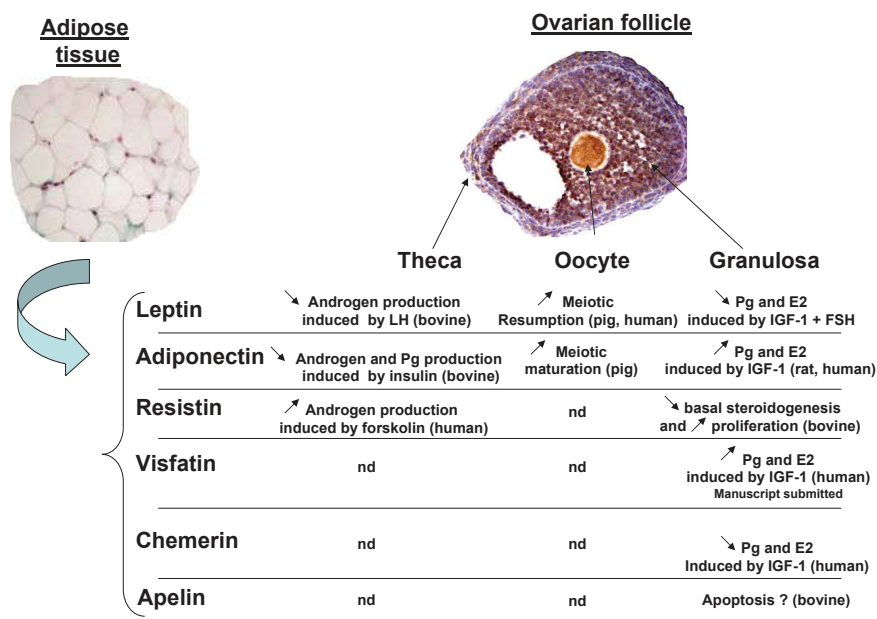 Adipose
tissue
Ovarian follicle
Theca Oocyte Granulosa
Leptin
↘ Androgen production
induced by LH (bovine)
↗ Meiotic
Resumption (pig, human)
↘ Pg and E2
induced by IGF-1 + FSH
Adiponectin
↘ Androgen and Pg production
induced by insulin (bovine)
↗ Meiotic
maturation (pig)
↗ Pg and E2
induced by IGF-1 (rat, human)
Resistin
↗ Androgen production
induced by forskolin (human)
nd
↘ basal steroidogenesis
and ↗ proliferation (bovine)
Visfatin
nd
nd
↗ Pg and E2
induced by IGF-1 (human)
Manuscript submitted
Chemerin
nd
nd
↘ Pg and E2
Induced by IGF-1 (human)
Apelin
nd
nd
Apoptosis ? (bovine)